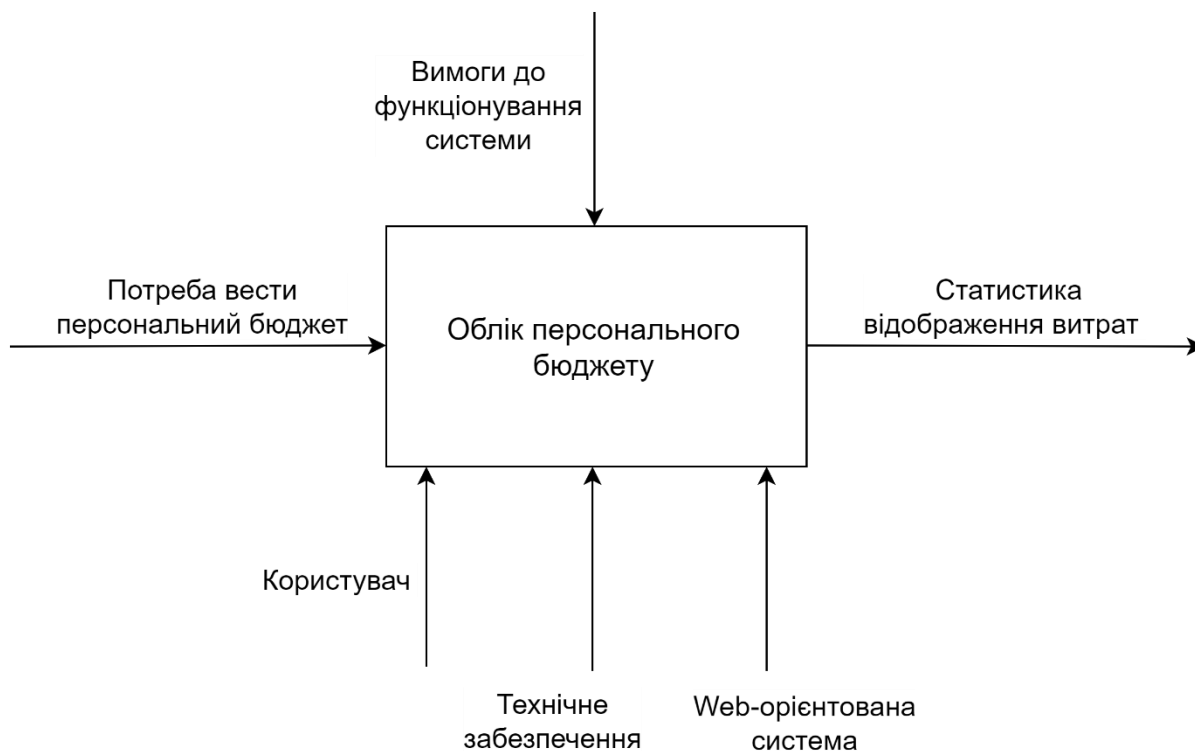 Вимоги до
функціонування
системи
Потреба вести
персональний бюджет
Облік персонального
бюджету
Статистика
відображення витрат
Користувач
Технічне
забезпечення
Web-орієнтована
система